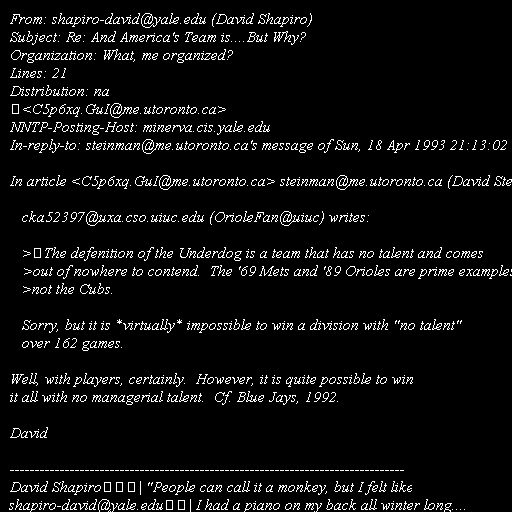 From: shapiro-david@yale.edu (David Shapiro)
Subject: Re: And America's Team is....But Why?
Organization: What, me organized?
Lines: 21
Distribution: na
<C5p6xq.GuI@me.utoronto.ca>
NNTP-Posting-Host: minerva.cis.yale.edu
In-reply-to: steinman@me.utoronto.ca's message of Sun, 18 Apr 1993 21:13:02
In article <C5p6xq.GuI@me.utoronto.ca> steinman@me.utoronto.ca (David Ste
cka52397@uxa.cso.uiuc.edu (OrioleFan@uiuc) writes:
> The defenition of the Underdog is a team that has no talent and comes
>out of nowhere to contend.  The '69 Mets and '89 Orioles are prime examples
>not the Cubs.
Sorry, but it is *virtually* impossible to win a division with "no talent"
over 162 games.
Well, with players, certainly.  However, it is quite possible to win
it all with no managerial talent.  Cf. Blue Jays, 1992.
David
-------------------------------------------------------------------------------
David Shapiro | "People can call it a monkey, but I felt like
shapiro-david@yale.edu | I had a piano on my back all winter long....